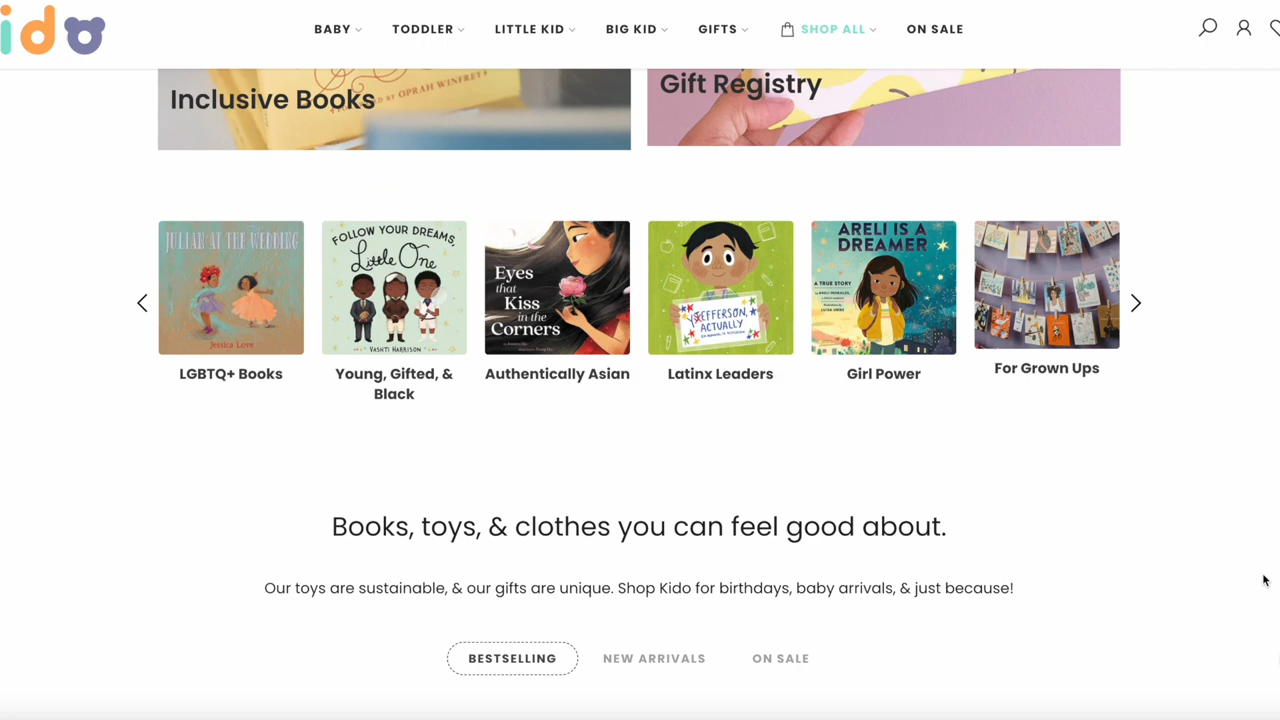 ido
BABY
TODDLER
LITTLE KID
BIG KID
GIFTS
SHOP ALL
ON SALE
Inclusive Books
OPRAH WINFREY
Gift Registry
JULIAN AT THE WEDDING
Jessica Love
LGBTQ+ Books
FOLLOW YOUR DREAMS,
Little One
VASHTI HARRISON
Young, Gifted, &
Black
Eyes
that
Kiss
in the
Corners
Authentically Asian
JEFFERSON,
ACTUALLY
Latinx Leaders
ARELI IS A
DREAMER
A TRUE STORY
Girl Power
For Grown Ups
Books, toys, & clothes you can feel good about.
Our toys are sustainable, & our gifts are unique. Shop Kido for birthdays, baby arrivals, & just because!
BESTSELLING
NEW ARRIVALS
ON SALE